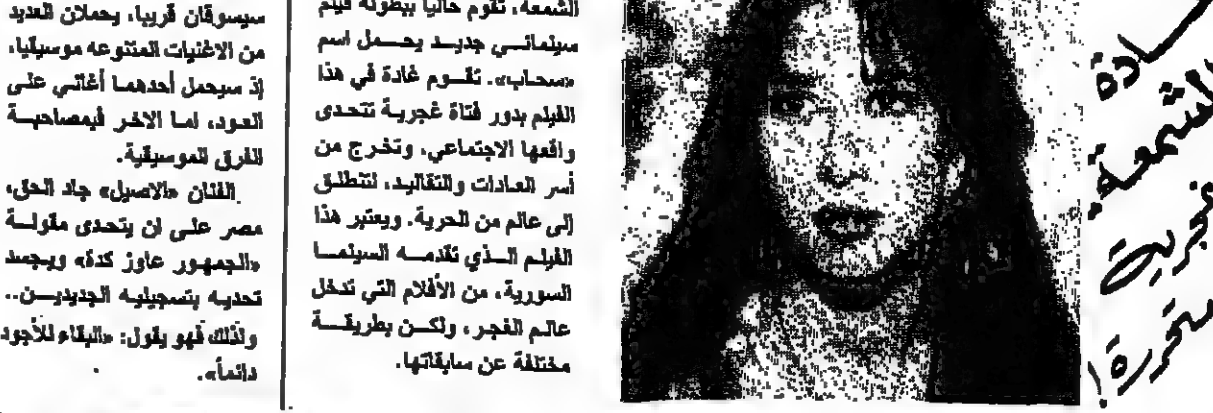 ـادة
الشمعة.
غجرية
متحررة!
الشمعه، تقوم حاليا ببطولة فيلم
سينمائي جديد يحمل اسم
«سحاب». تقوم غادة في هذا
الفيلم بدور فتاة غجرية تتحدى
واقعها الاجتماعي، وتخرج من
أسر العادات والتقاليد، لتنطلق
إلى عالم من الحرية. ويعتبر هذا
الفيلم الذي تقدمه السينما
السورية، من الأفلام التي تدخل
عالم الغجر، ولكن بطريقة
مختلفة عن سابقاتها.
سيسوقان قريبا، يحملان العديد
من الاغنيات المتنوعه موسيقيا،
إذ سيحمل أحدهما أغاني على
العود، اما الاخر فبمصاحبة
الفرق الموسيقية.
الفنان «الاصيل» جاد الحق،
مصر على ان يتحدى مقولة
«الجمهور عاوز كدة» ويجسد
تحديه بتسجيليه الجديدين..
ولذلك فهو يقول: «البقاء للأجود
دائماً».